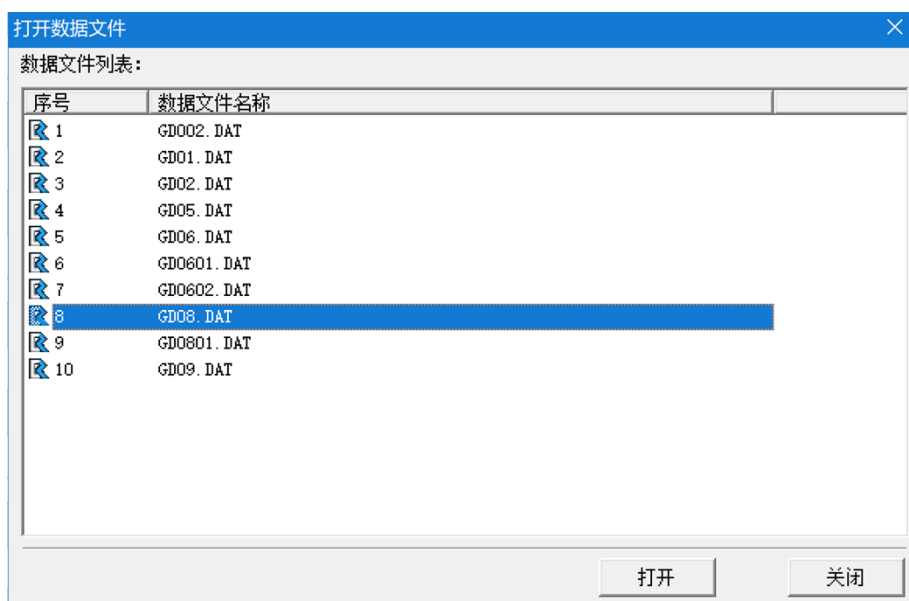 打开数据文件
数据文件列表：
序号 数据文件名称
1 GD002.DAT
2 GD01.DAT
3 GD02.DAT
4 GD05.DAT
5 GD06.DAT
6 GD0601.DAT
7 GD0602.DAT
8 GD08.DAT
9 GD0801.DAT
10 GD09.DAT
打开 关闭